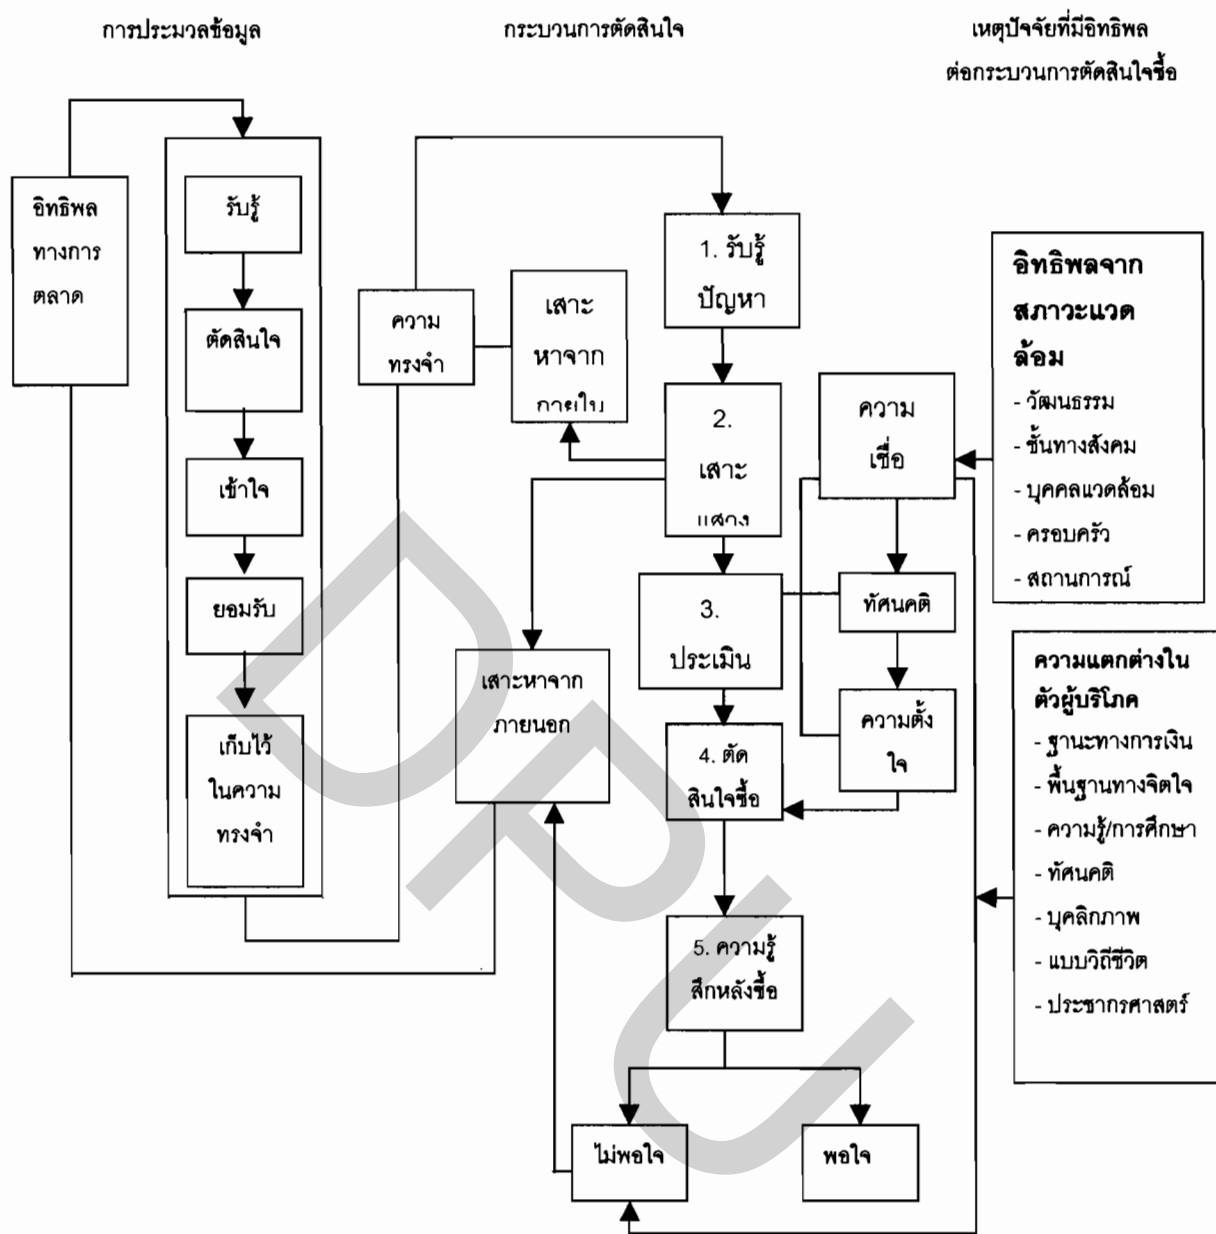 การประมวลข้อมูล
กระบวนการตัดสินใจ
เหตุปัจจัยที่มีอิทธิพล
ต่อกระบวนการตัดสินใจซื้อ
อิทธิพล
ทางการ
ตลาด
รับรู้
ตัดสินใจ
เข้าใจ
ยอมรับ
เก็บไว้
ในความ
ทรงจำ
ความ
ทรงจำ
เสาะ
หาจาก
ภายใน
เสาะหาจาก
ภายนอก
1. รับรู้
ปัญหา
2.
เสาะ
แสวง
3.
ประเมิน
4. ตัด
สินใจซื้อ
5. ความรู้
สึกหลังซื้อ
ไม่พอใจ
พอใจ
ความ
เชื่อ
ทัศนคติ
ความตั้ง
ใจ
อิทธิพลจาก
สภาวะแวด
ล้อม
- วัฒนธรรม
- ชั้นทางสังคม
- บุคคลแวดล้อม
- ครอบครัว
- สถานการณ์
ความแตกต่างใน
ตัวผู้บริโภค
- ฐานะทางการเงิน
- พื้นฐานทางจิตใจ
- ความรู้/การศึกษา
- ทัศนคติ
- บุคลิกภาพ
- แบบวิถีชีวิต
- ประชากรศาสตร์
DPU